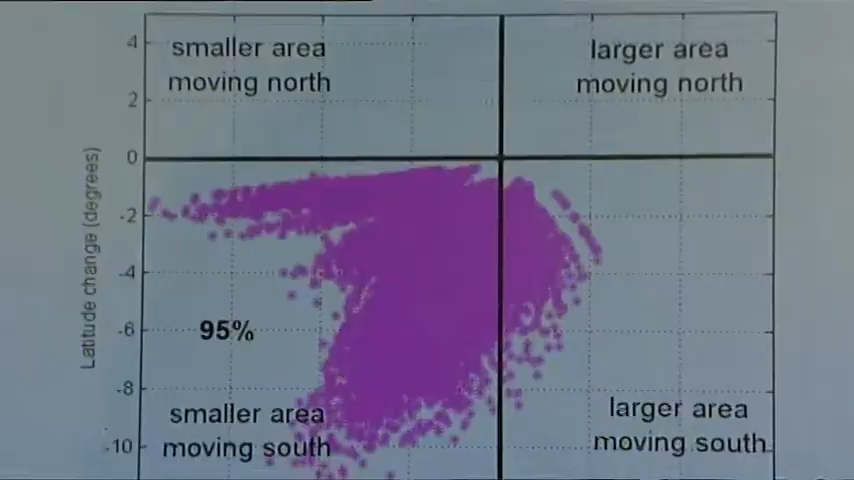 smaller area
moving north
larger area
moving north
4
2
0
-2
-4
-6
-8
-10
Latitude change (degrees)
95%
smaller area
moving south
larger area
moving south